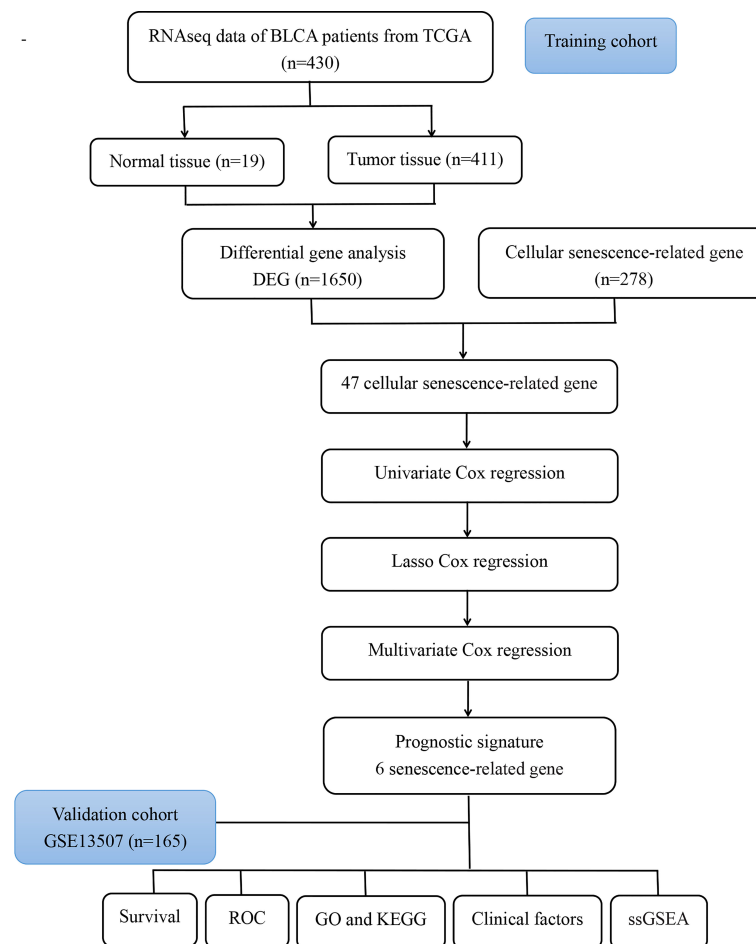 -
RNAseq data of BLCA patients from TCGA
(n=430)
Training cohort
Normal tissue (n=19)
Tumor tissue (n=411)
Differential gene analysis
DEG (n=1650)
Cellular senescence-related gene
(n=278)
47 cellular senescence-related gene
Univariate Cox regression
Lasso Cox regression
Multivariate Cox regression
Prognostic signature
6 senescence-related gene
Validation cohort
GSE13507 (n=165)
Survival
ROC
GO and KEGG
Clinical factors
ssGSEA